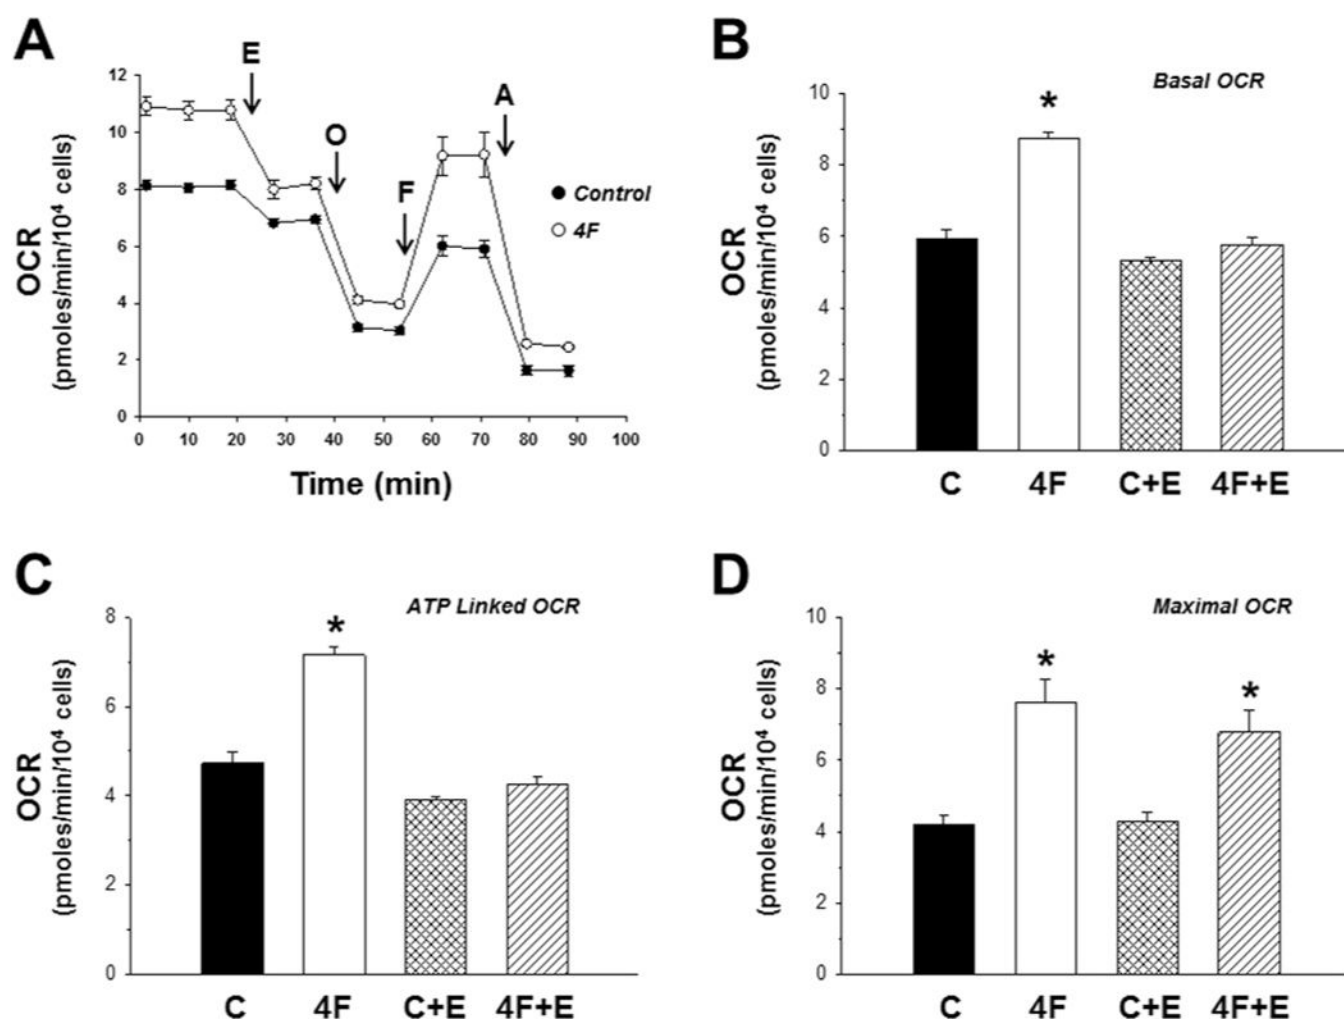 A
E
O
F
A
12
10
8
6
4
2
0
OCR
(pmoles/min/10⁴ cells)
Control
4F
0 10 20 30 40 50 60 70 80 90 100
Time (min)
B
Basal OCR
*
10
8
6
4
2
0
OCR
(pmoles/min/10⁴ cells)
C 4F C+E 4F+E
C
ATP Linked OCR
*
8
6
4
2
0
OCR
(pmoles/min/10⁴ cells)
C 4F C+E 4F+E
D
Maximal OCR
*
*
10
8
6
4
2
0
OCR
(pmoles/min/10⁴ cells)
C 4F C+E 4F+E